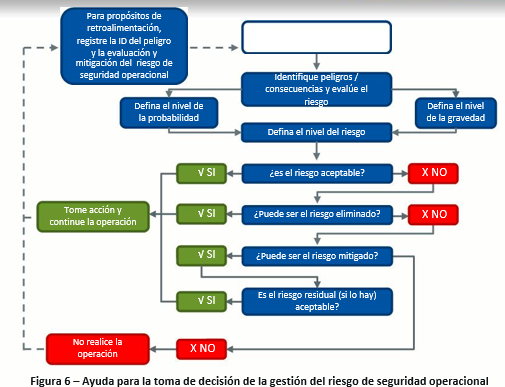 Para propósitos de
retroalimentación,
registre la ID del peligro
y la evaluación y
mitigación del riesgo de
seguridad operacional
Identifique peligros /
consecuencias y evalúe el
riesgo
Defina el nivel de
la probabilidad
Defina el nivel
de la gravedad
Defina el nivel del riesgo
√ SI
¿es el riesgo aceptable?
X NO
Tome acción y
continue la operación
√ SI
¿Puede ser el riesgo eliminado?
X NO
√ SI
¿Puede ser el riesgo mitigado?
√ SI
Es el riesgo residual (si lo hay)
aceptable?
No realice la
operación
X NO
Figura 6 – Ayuda para la toma de decisión de la gestión del riesgo de seguridad operacional